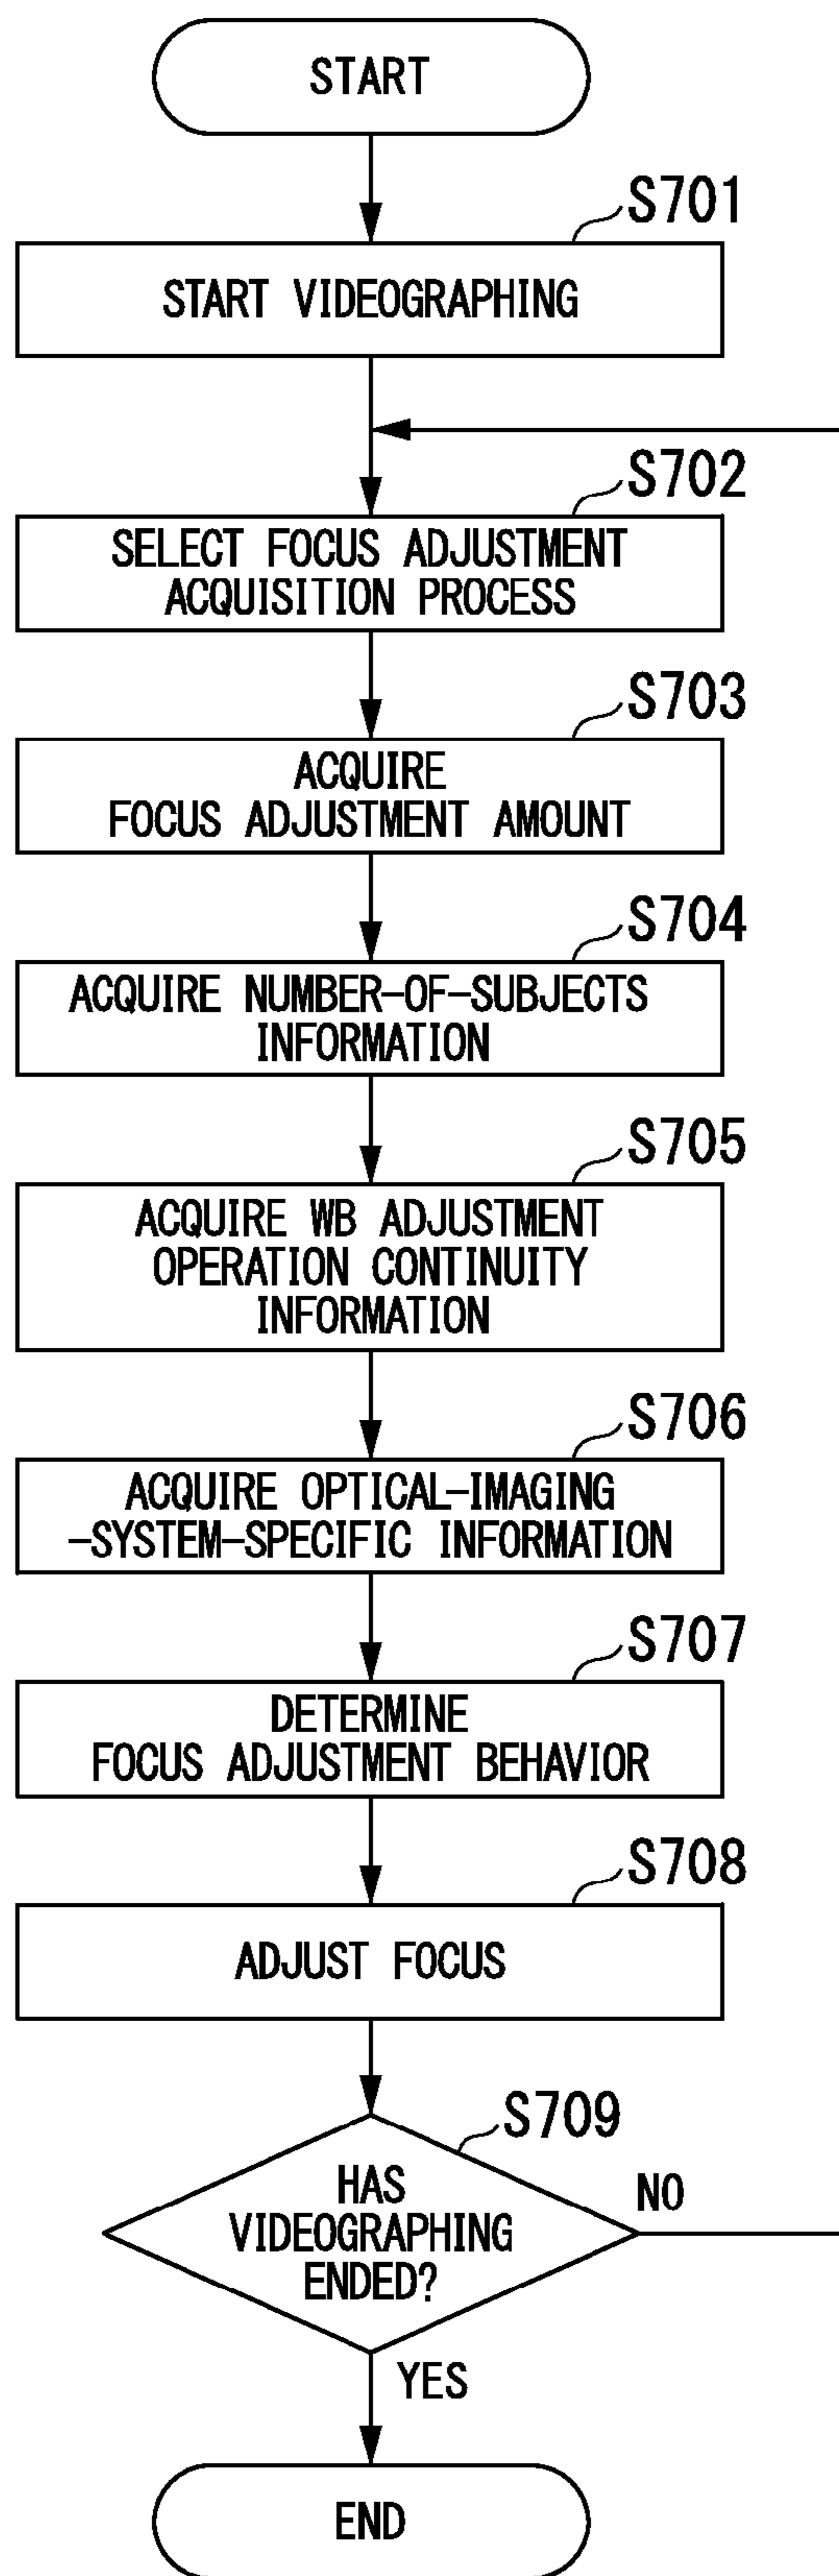 START
S701
START VIDEOGRAPHING
S702
SELECT FOCUS ADJUSTMENT
ACQUISITION PROCESS
S703
ACQUIRE
FOCUS ADJUSTMENT AMOUNT
S704
ACQUIRE NUMBER-OF-SUBJECTS
INFORMATION
S705
ACQUIRE WB ADJUSTMENT
OPERATION CONTINUITY
INFORMATION
S706
ACQUIRE OPTICAL-IMAGING
-SYSTEM-SPECIFIC INFORMATION
S707
DETERMINE
FOCUS ADJUSTMENT BEHAVIOR
S708
ADJUST FOCUS
S709
HAS
VIDEOGRAPHING
ENDED?
NO
YES
END